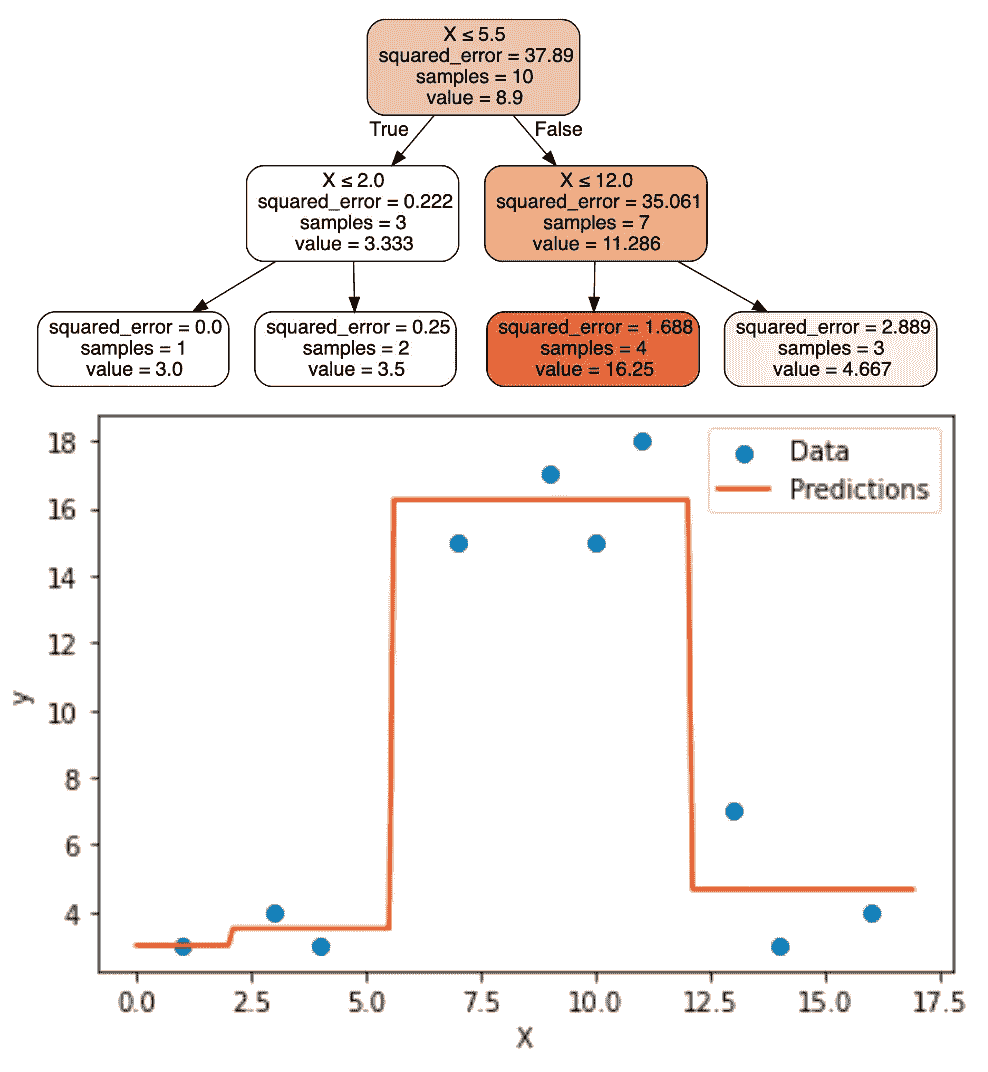 X ≤ 5.5
squared_error = 37.89
samples = 10
value = 8.9
True
False
X ≤ 2.0
squared_error = 0.222
samples = 3
value = 3.333
X ≤ 12.0
squared_error = 35.061
samples = 7
value = 11.286
squared_error = 0.0
samples = 1
value = 3.0
squared_error = 0.25
samples = 2
value = 3.5
squared_error = 1.688
samples = 4
value = 16.25
squared_error = 2.889
samples = 3
value = 4.667
Data
Predictions
18
16
14
12
10
8
6
4
y
0.0 2.5 5.0 7.5 10.0 12.5 15.0 17.5
X